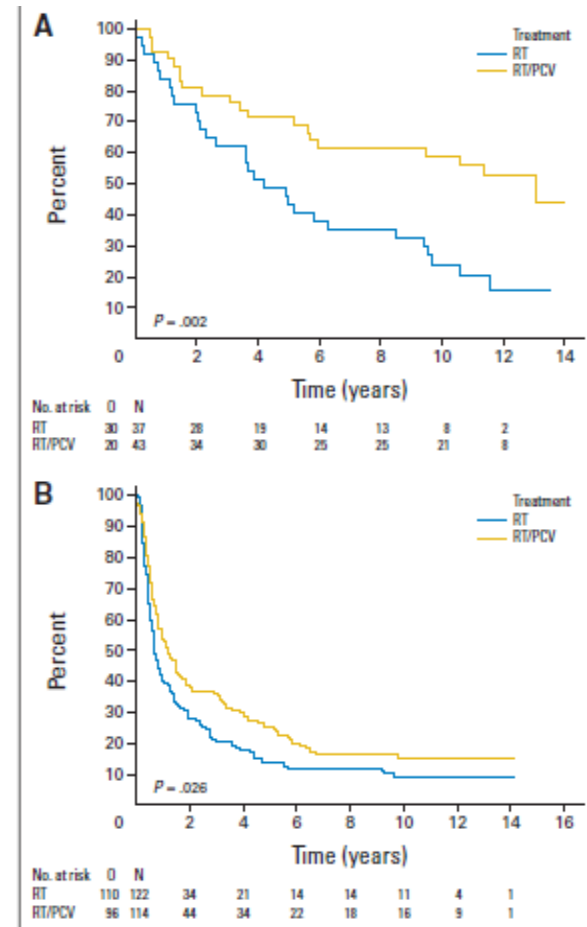 A
Treatment
RT
RT/PCV
Percent
100
90
80
70
60
50
40
30
20
10
P = .002
0 2 4 6 8 10 12 14
Time (years)
No. at risk O N
RT 30 37 28 19 14 13 8 2
RT/PCV 20 43 34 30 25 25 21 8
B
Treatment
RT
RT/PCV
Percent
100
90
80
70
60
50
40
30
20
10
P = .026
0 2 4 6 8 10 12 14 16
Time (years)
No. at risk O N
RT 110 122 34 21 14 14 11 4 1
RT/PCV 96 114 44 34 22 18 16 9 1